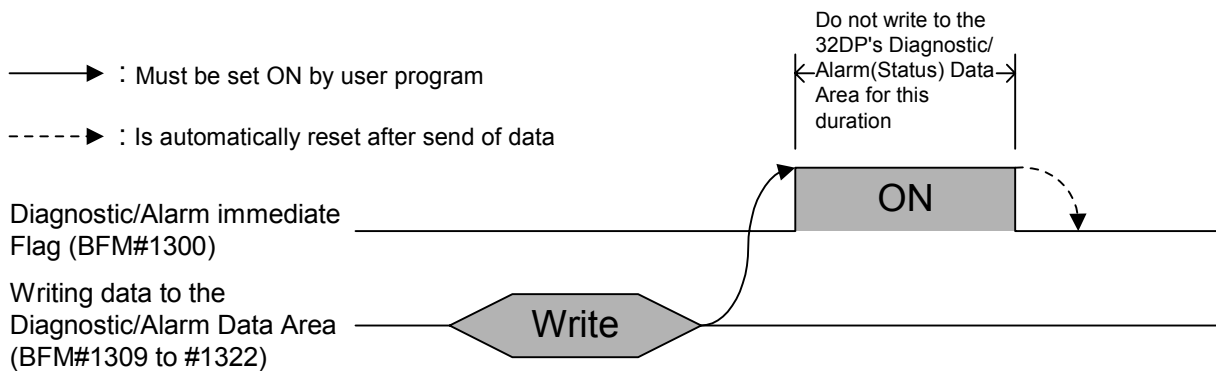 Do not write to the
32DP's Diagnostic/
Alarm(Status) Data
Area for this
duration
: Must be set ON by user program
: Is automatically reset after send of data
ON
Diagnostic/Alarm immediate
Flag (BFM#1300)
Writing data to the
Diagnostic/Alarm Data Area
(BFM#1309 to #1322)
Write